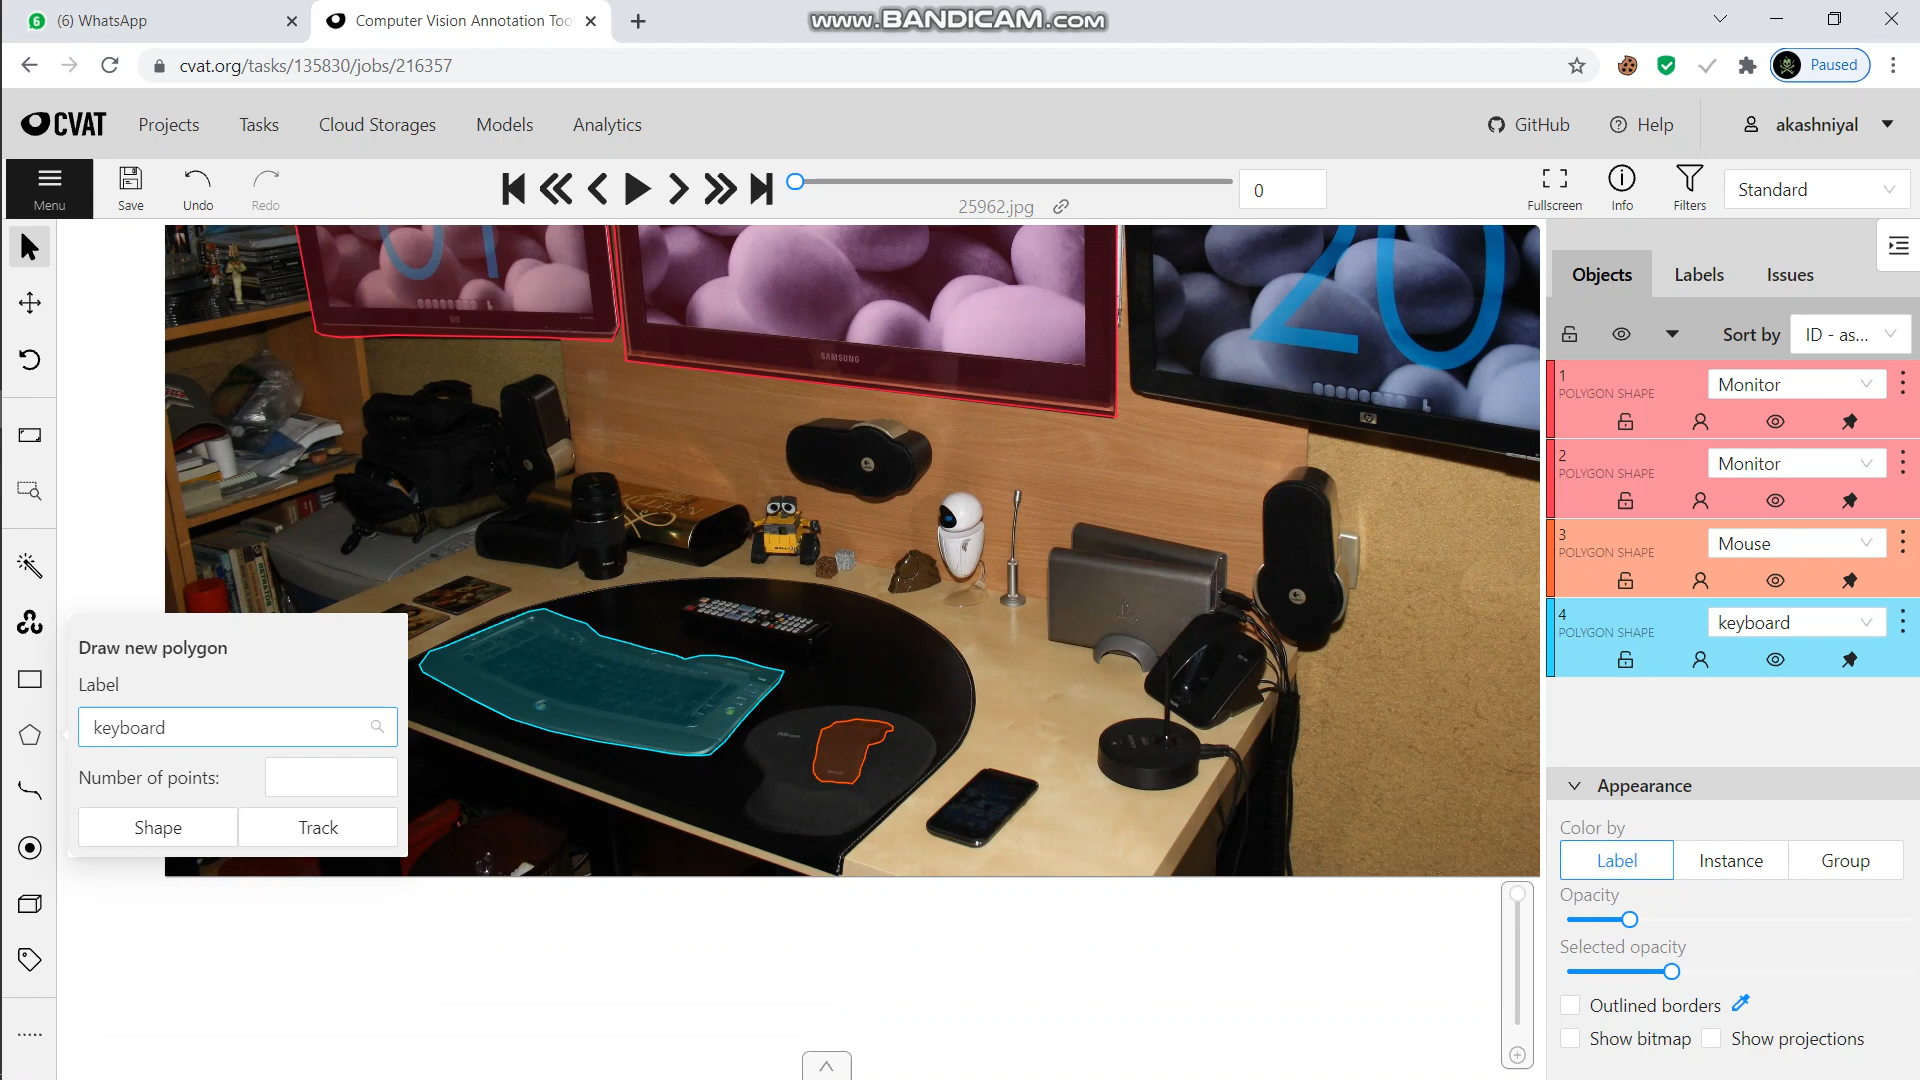 (6) WhatsApp
Computer Vision Annotation Too
www.BANDICAM.com
cvat.org/tasks/135830/jobs/216357
Paused
CVAT
Projects
Tasks
Cloud Storages
Models
Analytics
GitHub
Help
akashniyal
Menu
Save
Undo
Redo
25962.jpg
0
Fullscreen
Info
Filters
Standard
Objects
Labels
Issues
Sort by
ID - as...
1
POLYGON SHAPE
Monitor
2
POLYGON SHAPE
Monitor
3
POLYGON SHAPE
Mouse
4
POLYGON SHAPE
keyboard
20
SAMSUNG
Draw new polygon
Label
keyboard
Number of points:
Shape
Track
Appearance
Color by
Label
Instance
Group
Opacity
Selected opacity
Outlined borders
Show bitmap
Show projections